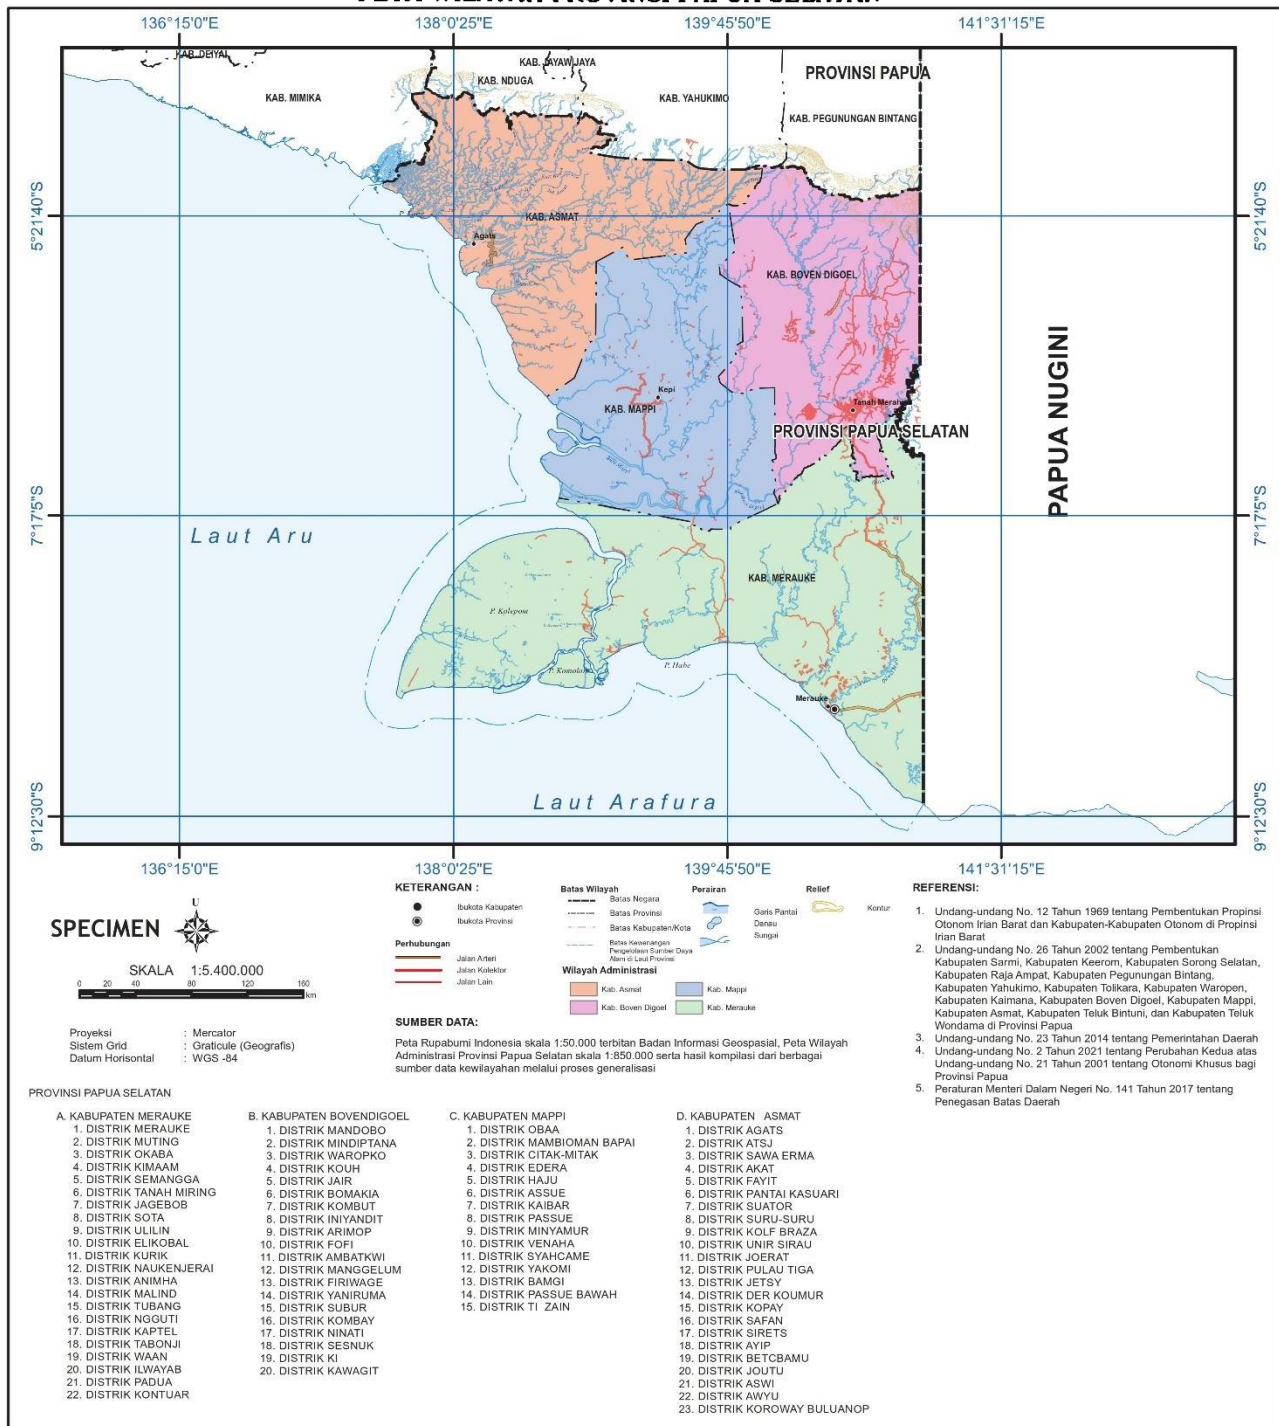 136°15'0"E 138°0'25"E 139°45'50"E 141°31'15"E
KAB. DEIYAI
KAB. JAYAWIJAYA
KAB. NDUGA
PROVINSI PAPUA
KAB. MIMIKA
KAB. YAHUKIMO
KAB. PEGUNUNGAN BINTANG
5°21'40"S
5°21'40"S
KAB. ASMAT
Agats
KAB. BOVEN DIGOEL
PAPUA NUGINI
Kepi
KAB. MAPPI
Tanah Merah
PROVINSI PAPUA SELATAN
7°17'5"S
7°17'5"S
Laut Aru
KAB. MERAUKE
P. Kolepom
P. Komolom
P. Habe
Merauke
Laut Arafura
9°12'30"S
9°12'30"S
136°15'0"E 138°0'25"E 139°45'50"E 141°31'15"E
SPECIMEN
U
SKALA 1:5.400.000
0 20 40 80 120 160
km
Proyeksi : Mercator
Sistem Grid : Graticule (Geografis)
Datum Horisontal : WGS -84
KETERANGAN :
Ibukota Kabupaten
Ibukota Provinsi
Perhubungan
Jalan Arteri
Jalan Kolektor
Jalan Lain
Batas Wilayah
Batas Negara
Batas Provinsi
Batas Kabupaten/Kota
Batas Kewenangan
Pengelolaan Sumber Daya
Alam di Laut Provinsi
Perairan
Garis Pantai
Danau
Sungai
Relief
Kontur
Wilayah Administrasi
Kab. Asmat
Kab. Mappi
Kab. Boven Digoel
Kab. Merauke
SUMBER DATA:
Peta Rupabumi Indonesia skala 1:50.000 terbitan Badan Informasi Geospasial, Peta Wilayah
Administrasi Provinsi Papua Selatan skala 1:850.000 serta hasil kompilasi dari berbagai
sumber data kewilayahan melalui proses generalisasi
REFERENSI:
1. Undang-undang No. 12 Tahun 1969 tentang Pembentukan Propinsi
Otonom Irian Barat dan Kabupaten-Kabupaten Otonom di Propinsi
Irian Barat
2. Undang-undang No. 26 Tahun 2002 tentang Pembentukan
Kabupaten Sarmi, Kabupaten Keerom, Kabupaten Sorong Selatan,
Kabupaten Raja Ampat, Kabupaten Pegunungan Bintang,
Kabupaten Yahukimo, Kabupaten Tolikara, Kabupaten Waropen,
Kabupaten Kaimana, Kabupaten Boven Digoel, Kabupaten Mappi,
Kabupaten Asmat, Kabupaten Teluk Bintuni, dan Kabupaten Teluk
Wondama di Provinsi Papua
3. Undang-undang No. 23 Tahun 2014 tentang Pemerintahan Daerah
4. Undang-undang No. 2 Tahun 2021 tentang Perubahan Kedua atas
Undang-undang No. 21 Tahun 2001 tentang Otonomi Khusus bagi
Provinsi Papua
5. Peraturan Menteri Dalam Negeri No. 141 Tahun 2017 tentang
Penegasan Batas Daerah
PROVINSI PAPUA SELATAN
A. KABUPATEN MERAUKE
1. DISTRIK MERAUKE
2. DISTRIK MUTING
3. DISTRIK OKABA
4. DISTRIK KIMAAM
5. DISTRIK SEMANGGA
6. DISTRIK TANAH MIRING
7. DISTRIK JAGEBOB
8. DISTRIK SOTA
9. DISTRIK ULILIN
10. DISTRIK ELIKOBAL
11. DISTRIK KURIK
12. DISTRIK NAUKENJERAI
13. DISTRIK ANIMHA
14. DISTRIK MALIND
15. DISTRIK TUBANG
16. DISTRIK NGGUTI
17. DISTRIK KAPTEL
18. DISTRIK TABONJI
19. DISTRIK WAAN
20. DISTRIK ILWAYAB
21. DISTRIK PADUA
22. DISTRIK KONTUAR
B. KABUPATEN BOVENDIGOEL
1. DISTRIK MANDOBO
2. DISTRIK MINDIPTANA
3. DISTRIK WAROPKO
4. DISTRIK KOUH
5. DISTRIK JAIR
6. DISTRIK BOMAKIA
7. DISTRIK KOMBUT
8. DISTRIK INIYANDIT
9. DISTRIK ARIMOP
10. DISTRIK FOFI
11. DISTRIK AMBATKWI
12. DISTRIK MANGGELUM
13. DISTRIK FIRIWAGE
14. DISTRIK YANIRUMA
15. DISTRIK SUBUR
16. DISTRIK KOMBAY
17. DISTRIK NINATI
18. DISTRIK SESNUK
19. DISTRIK KI
20. DISTRIK KAWAGIT
C. KABUPATEN MAPPI
1. DISTRIK OBAA
2. DISTRIK MAMBIOMAN BAPAI
3. DISTRIK CITAK-MITAK
4. DISTRIK EDERA
5. DISTRIK HAJU
6. DISTRIK ASSUE
7. DISTRIK KAIBAR
8. DISTRIK PASSUE
9. DISTRIK MINYAMUR
10. DISTRIK VENAHA
11. DISTRIK SYAHCAME
12. DISTRIK YAKOMI
13. DISTRIK BAMGI
14. DISTRIK PASSUE BAWAH
15. DISTRIK TI ZAIN
D. KABUPATEN ASMAT
1. DISTRIK AGATS
2. DISTRIK ATSJ
3. DISTRIK SAWA ERMA
4. DISTRIK AKAT
5. DISTRIK FAYIT
6. DISTRIK PANTAI KASUARI
7. DISTRIK SUATOR
8. DISTRIK SURU-SURU
9. DISTRIK KOLF BRAZA
10. DISTRIK UNIR SIRAU
11. DISTRIK JOERAT
12. DISTRIK PULAU TIGA
13. DISTRIK JETSY
14. DISTRIK DER KOUMUR
15. DISTRIK KOPAY
16. DISTRIK SAFAN
17. DISTRIK SIRETS
18. DISTRIK AYIP
19. DISTRIK BETCBAMU
20. DISTRIK JOUTU
21. DISTRIK ASWI
22. DISTRIK AWYU
23. DISTRIK KOROWAY BULUANOP